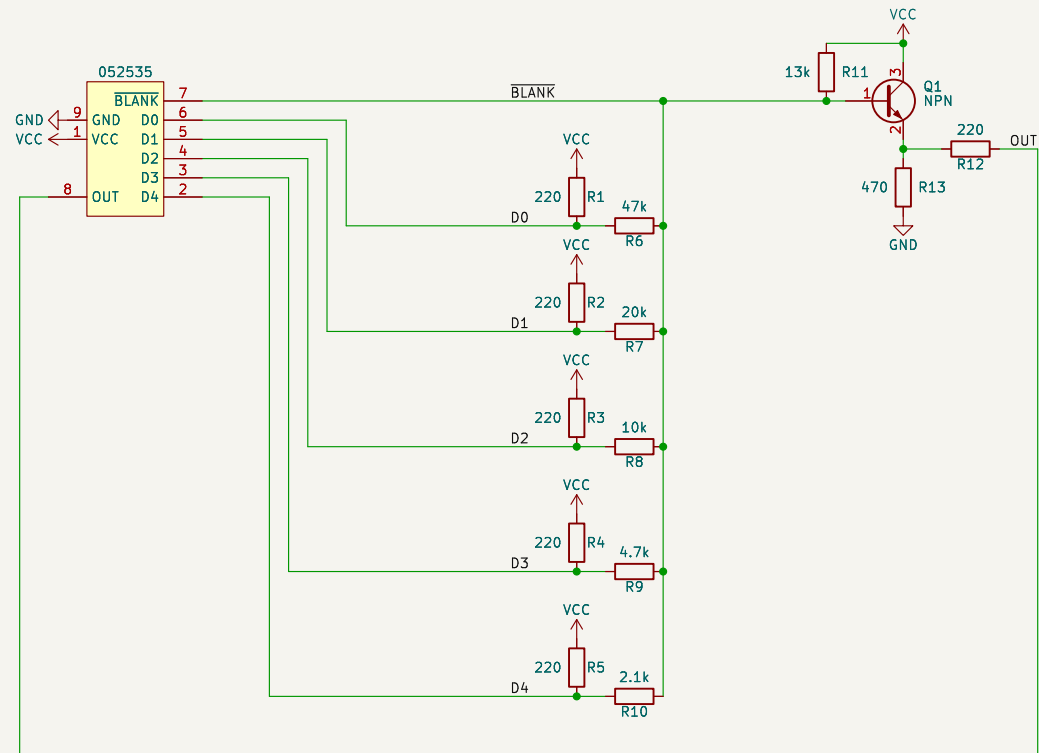 052535
BLANK 7
GND 9 GND D0 6
VCC 1 VCC D1 5
D2 4
D3 3
8 OUT D4 2
BLANK
VCC
13k R11
3
1
Q1
NPN
2
220
R12
OUT
470 R13
GND
VCC
220 R1
D0
47k
R6
VCC
220 R2
D1
20k
R7
VCC
220 R3
D2
10k
R8
VCC
220 R4
D3
4.7k
R9
VCC
220 R5
D4
2.1k
R10